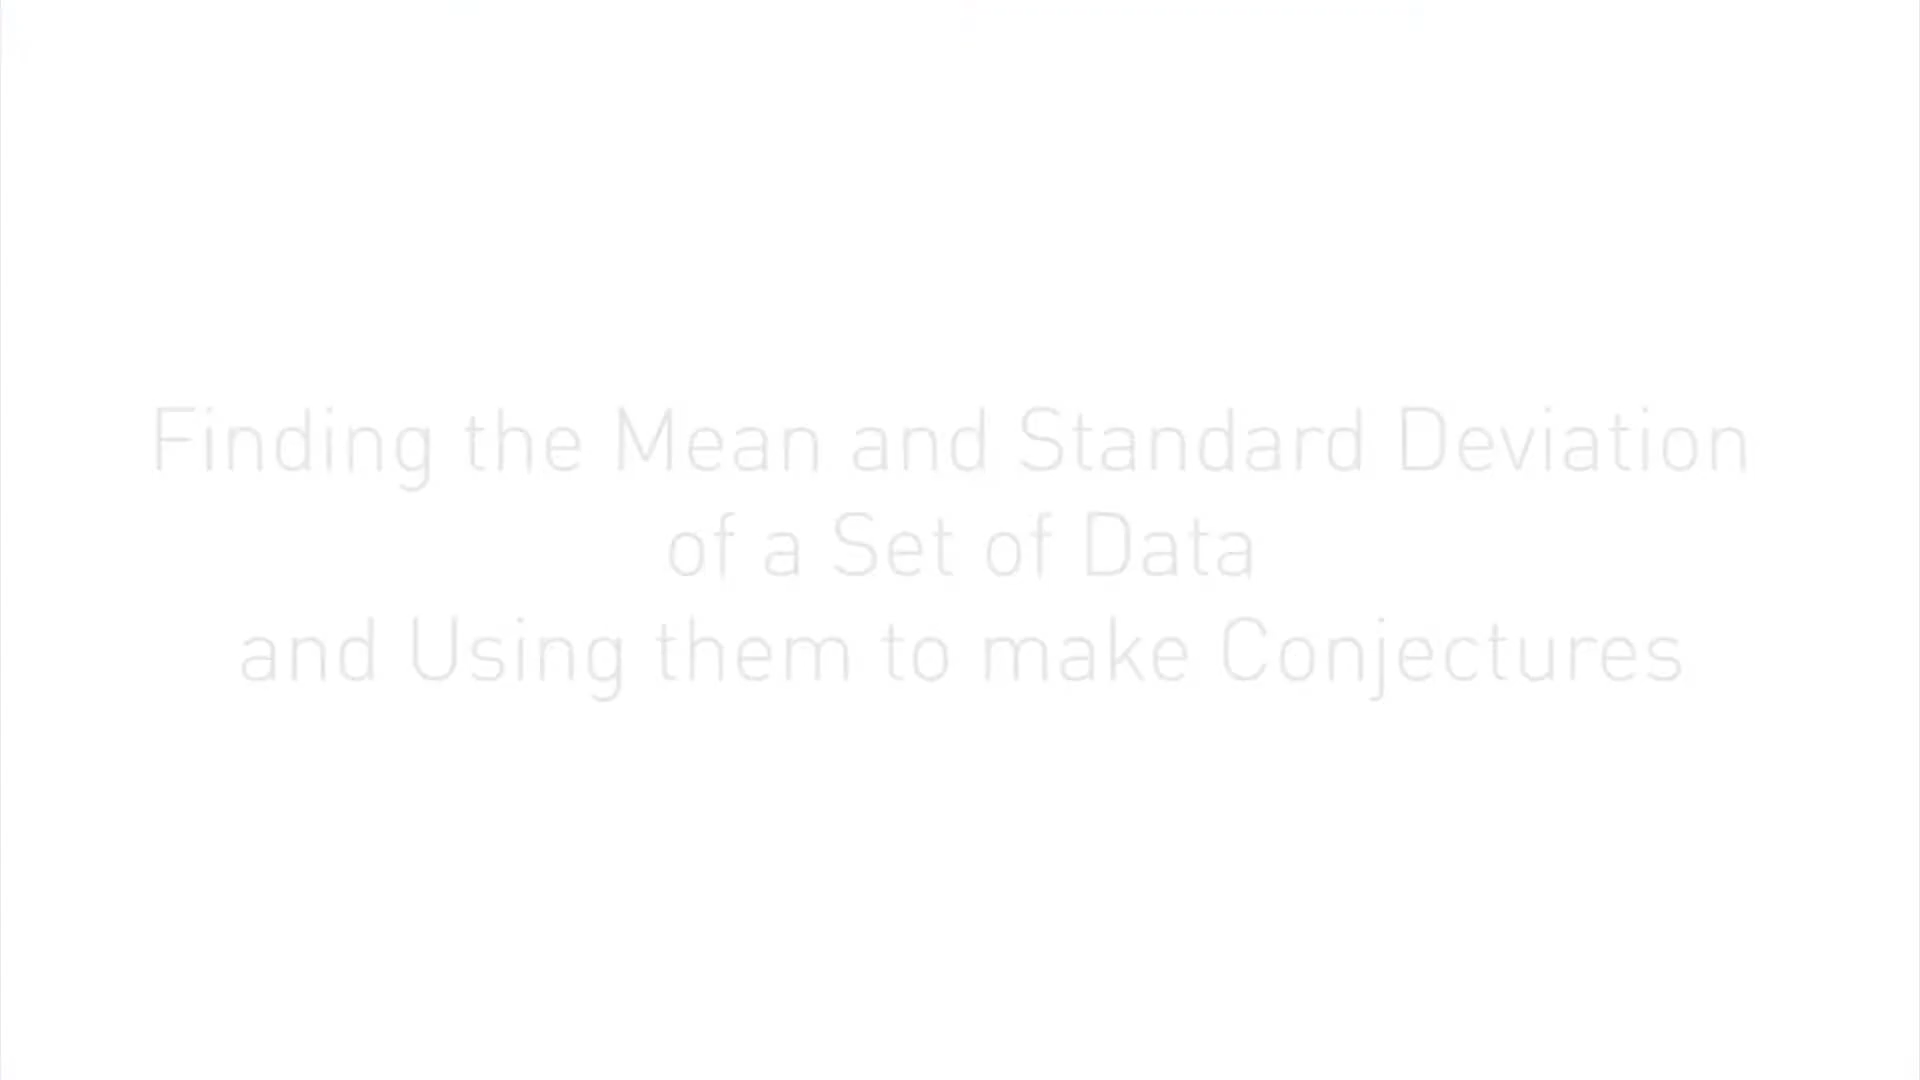 Finding the Mean and Standard Deviation
of a Set of Data
and Using them to make Conjectures